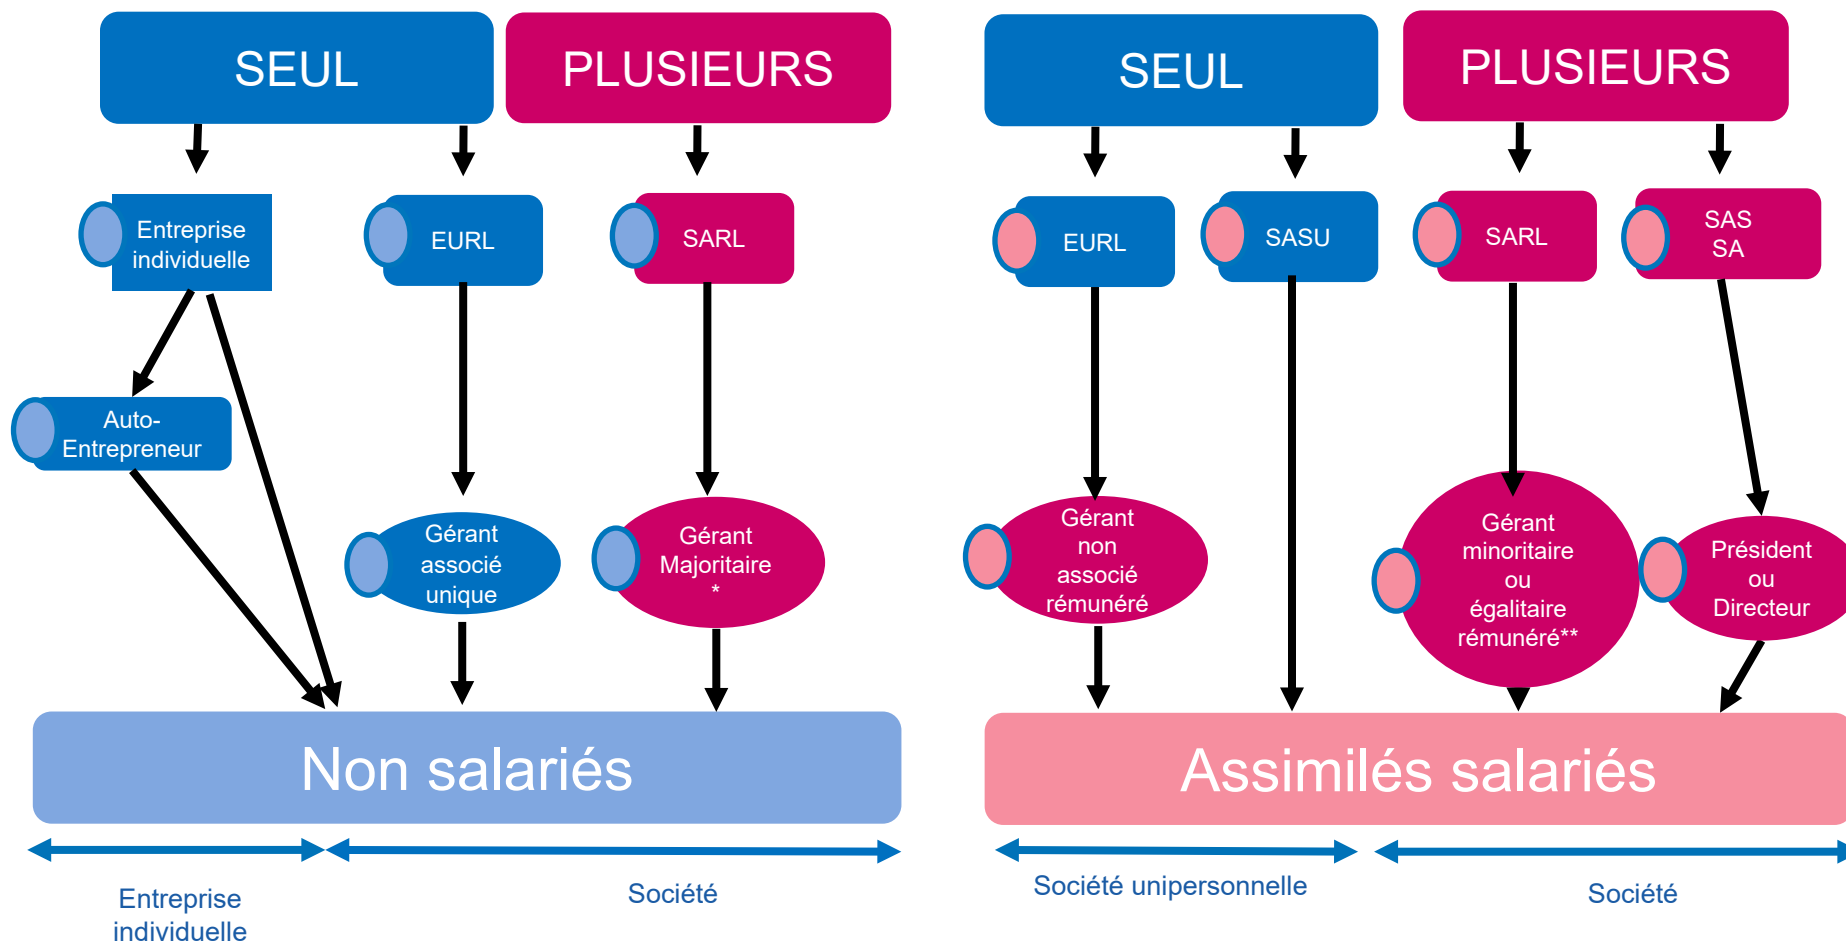 SEUL
PLUSIEURS
SEUL
PLUSIEURS
Entreprise
individuelle
EURL
SARL
EURL
SASU
SARL
SAS
SA
Auto-
Entrepreneur
Gérant
associé
unique
Gérant
Majoritaire
*
Gérant
non
associé
rémunéré
Gérant
minoritaire
ou
égalitaire
rémunéré**
Président
ou
Directeur
Non salariés
Assimilés salariés
Entreprise
individuelle
Société
Société unipersonnelle
Société